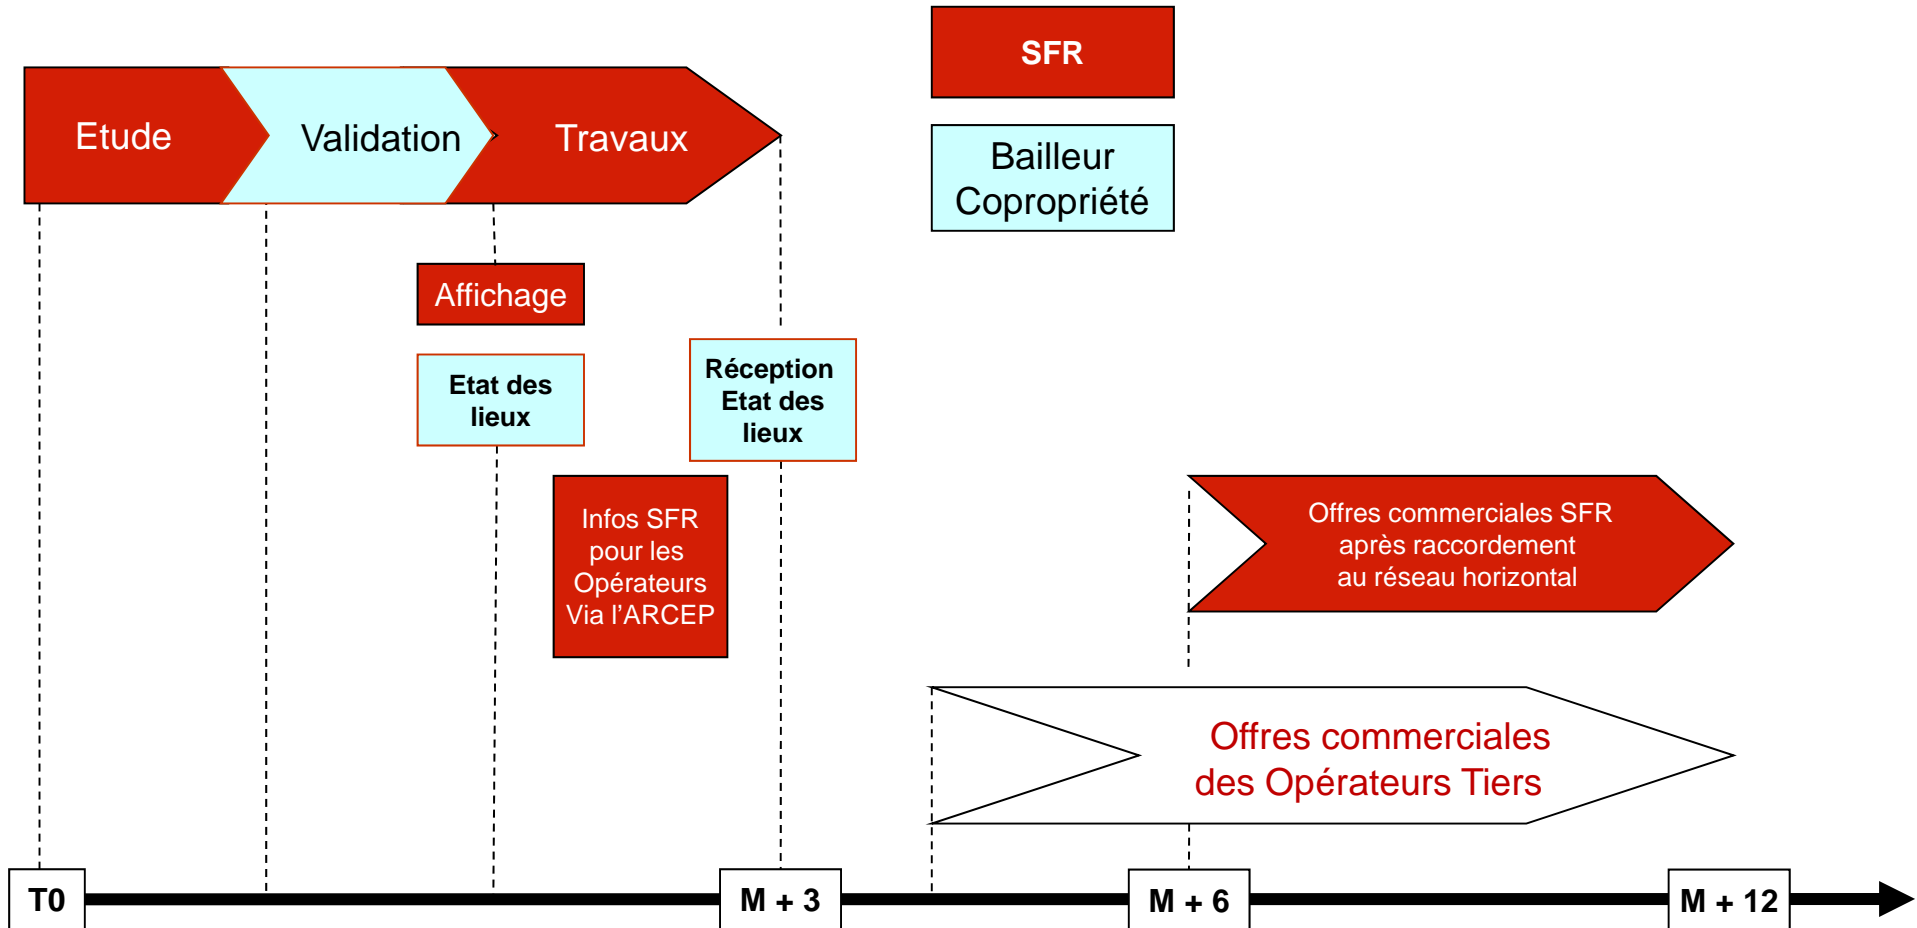 SFR
Etude
Validation
Travaux
Bailleur
Copropriété
Affichage
Etat des
lieux
Réception
Etat des
lieux
Infos SFR
pour les
Opérateurs
Via l’ARCEP
Offres commerciales SFR
après raccordement
au réseau horizontal
Offres commerciales
des Opérateurs Tiers
T0
M + 3
M + 6
M + 12